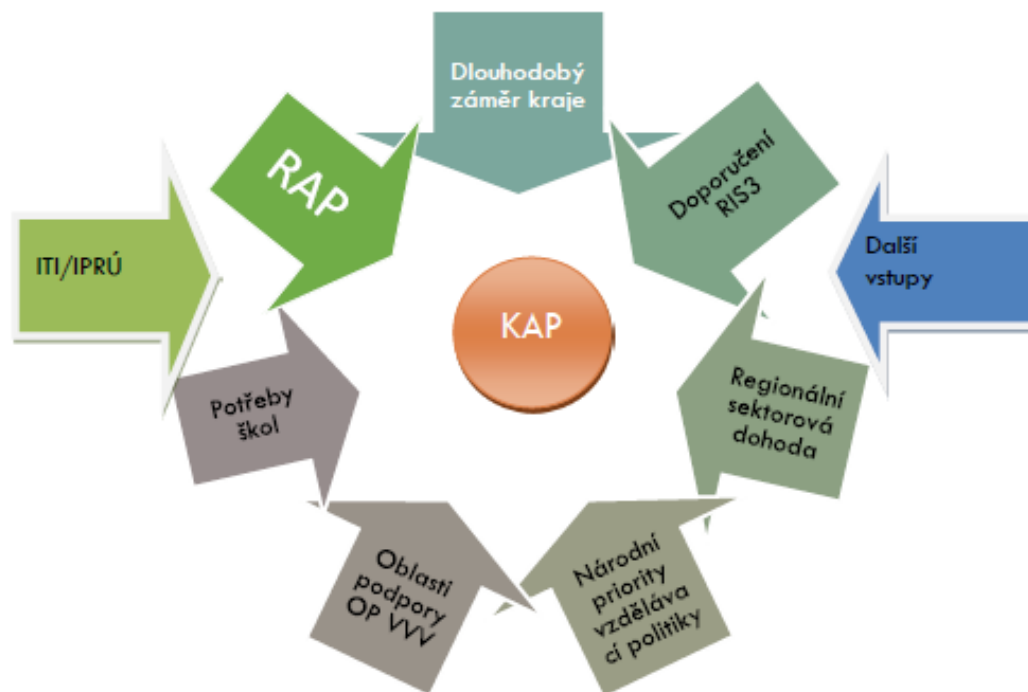 Dlouhodobý
záměr kraje
RAP
Doporučení
RIS3
ITI/IPRÚ
Další
vstupy
KAP
Potřeby
škol
Regionální
sektorová
dohoda
Oblasti
podpory
OP VVV
Národní
priority
vzděláva
cí politiky